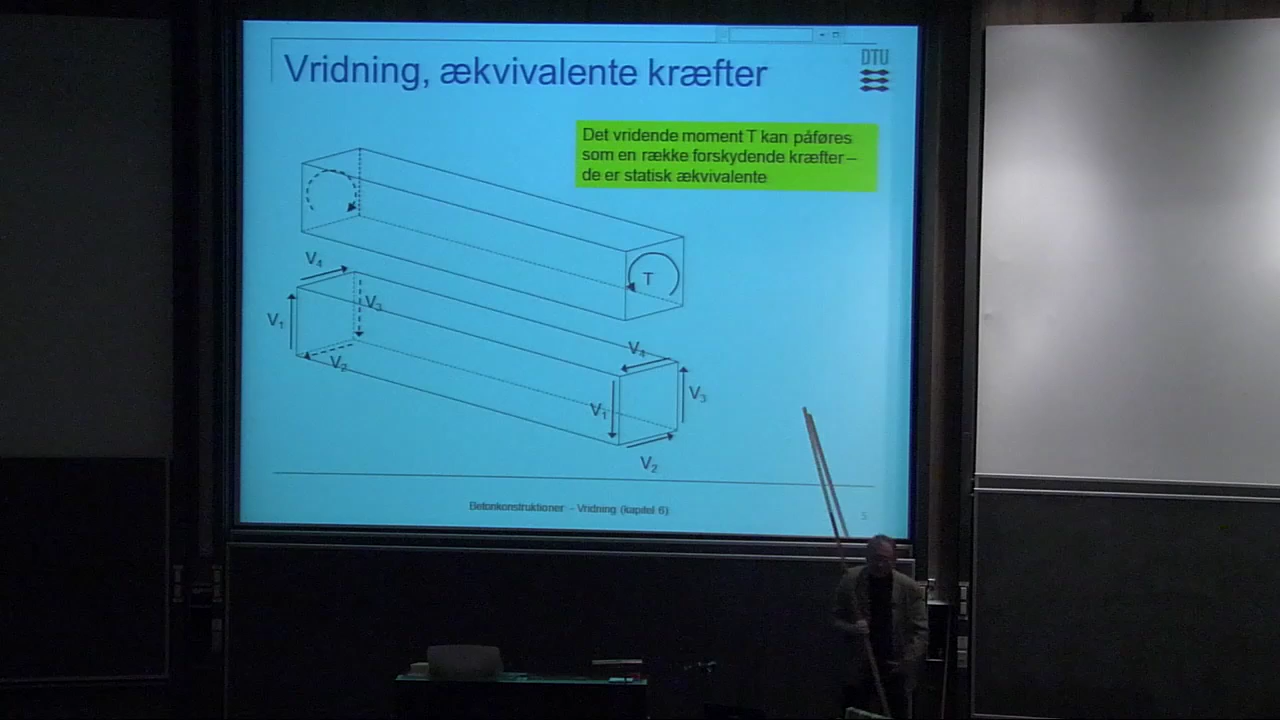 Vridning, ækvivalente kræfter
DTU
Det vridende moment T kan påføres
som en række forskydende kræfter –
de er statisk ækvivalente
T
V4
V3
V1
V2
V4
V3
V1
V2
Betonkonstruktioner - Vridning (kapitel 6)
5